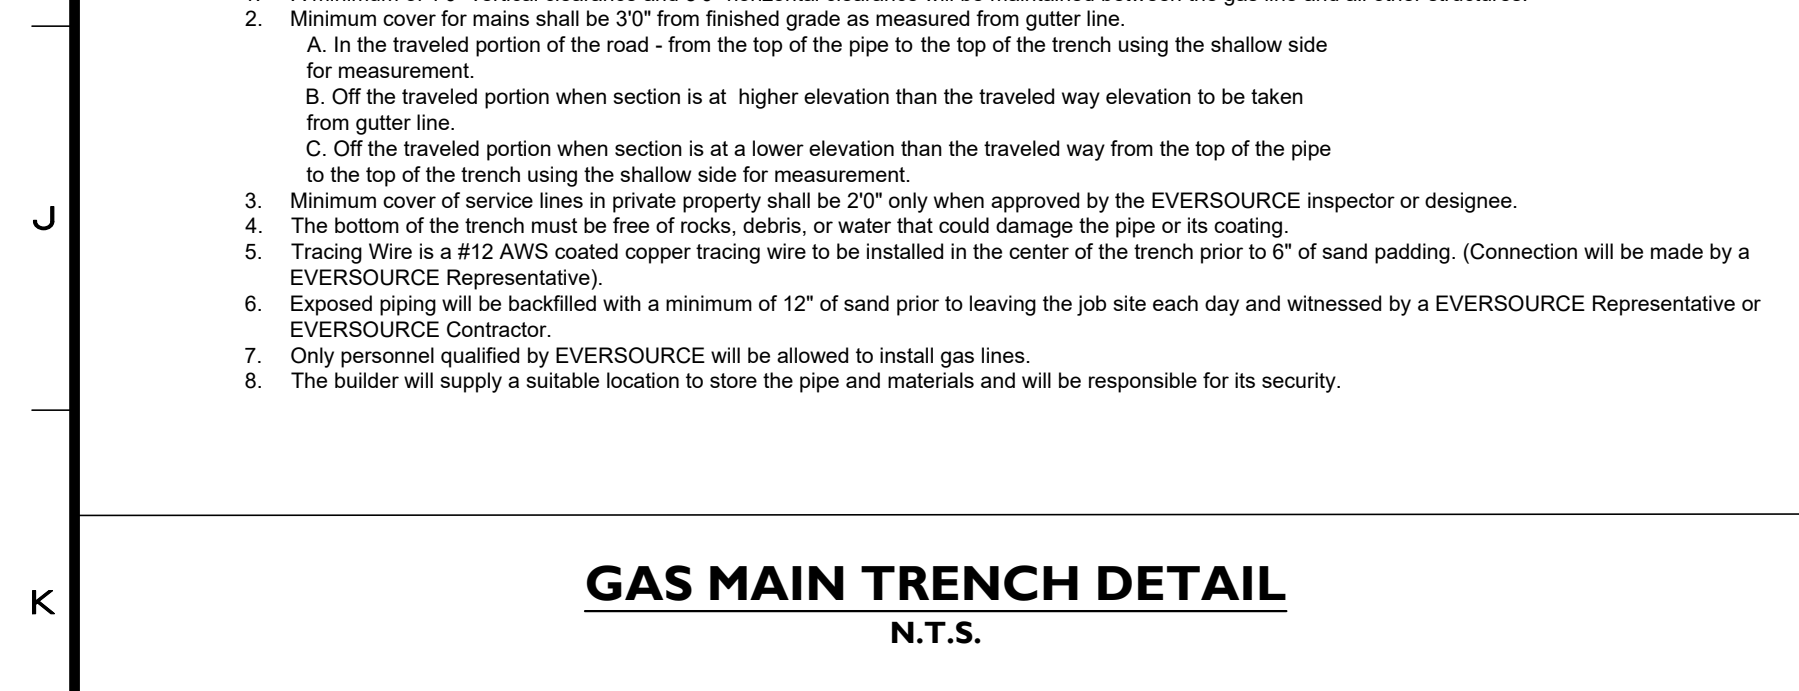 2. Minimum cover for mains shall be 3'0" from finished grade as measured from gutter line.
A. In the traveled portion of the road - from the top of the pipe to the top of the trench using the shallow side
for measurement.
B. Off the traveled portion when section is at  higher elevation than the traveled way elevation to be taken
from gutter line.
C. Off the traveled portion when section is at a lower elevation than the traveled way from the top of the pipe
to the top of the trench using the shallow side for measurement.
3. Minimum cover of service lines in private property shall be 2'0" only when approved by the EVERSOURCE inspector or designee.
J
4. The bottom of the trench must be free of rocks, debris, or water that could damage the pipe or its coating.
5. Tracing Wire is a #12 AWS coated copper tracing wire to be installed in the center of the trench prior to 6" of sand padding. (Connection will be made by a
EVERSOURCE Representative).
6. Exposed piping will be backfilled with a minimum of 12" of sand prior to leaving the job site each day and witnessed by a EVERSOURCE Representative or
EVERSOURCE Contractor.
7. Only personnel qualified by EVERSOURCE will be allowed to install gas lines.
8. The builder will supply a suitable location to store the pipe and materials and will be responsible for its security.
GAS MAIN TRENCH DETAIL
K
N.T.S.